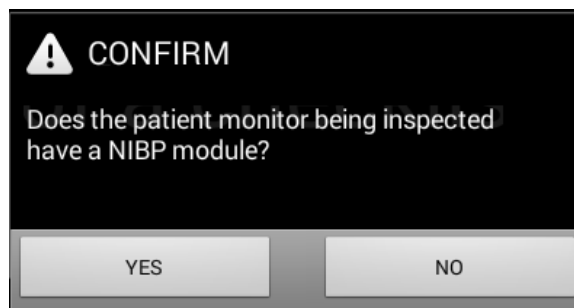 CONFIRM
Does the patient monitor being inspected
have a NIBP module?
YES
NO